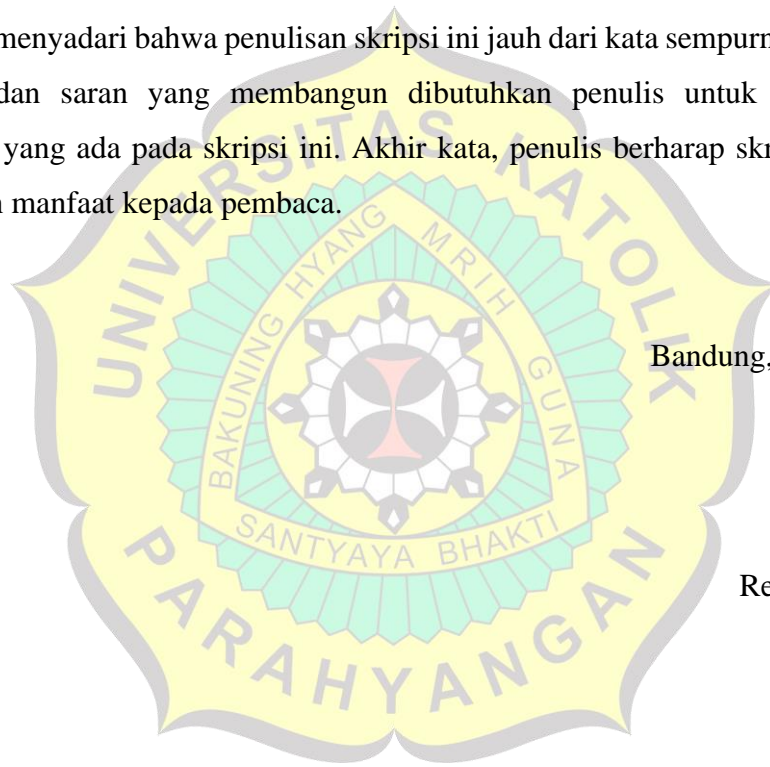 menyadari bahwa penulisan skripsi ini jauh dari kata sempurn
dan saran yang membangun dibutuhkan penulis untuk
yang ada pada skripsi ini. Akhir kata, penulis berharap skr
manfaat kepada pembaca.
Bandung,
Re
UNIVERSITAS KATOLIK
PARAHYANGAN
BAKUNING HYANG MRIH GUNA
SANTYAYA BHAKTI